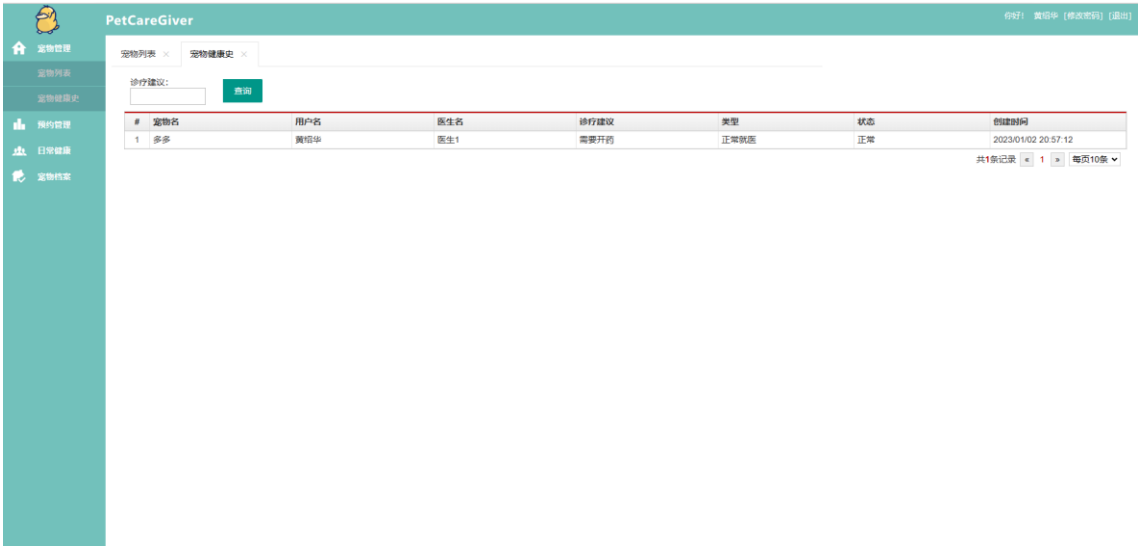 PetCareGiver
你好! 黄绍华 [修改密码] [退出]
宠物管理
宠物列表
宠物健康史
预约管理
日常健康
宠物档案
宠物列表 × 宠物健康史 ×
诊疗建议:
查询
# 宠物名 用户名 医生名 诊疗建议 类型 状态 创建时间
1 多多 黄绍华 医生1 需要开药 正常就医 正常 2023/01/02 20:57:12
共1条记录 « 1 » 每页10条